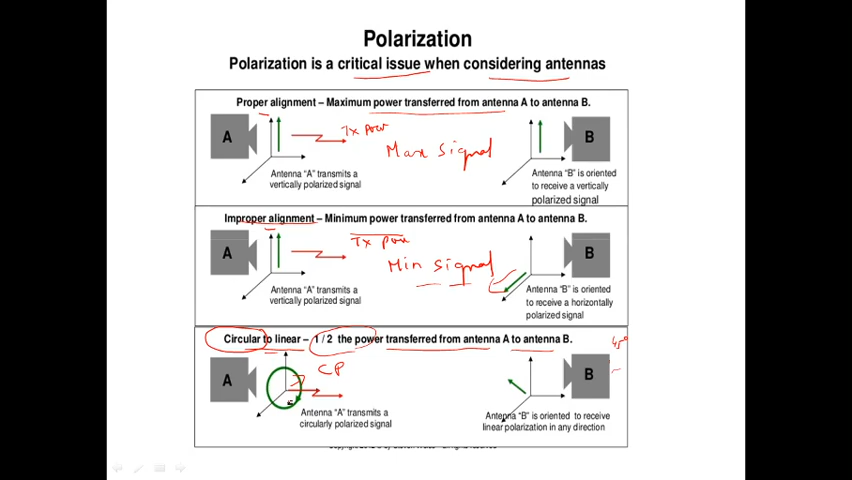 Polarization
Polarization is a critical issue when considering antennas
Proper alignment – Maximum power transferred from antenna A to antenna B.
A
Tx power
Max Signal
B
Antenna “A” transmits a
vertically polarized signal
Antenna “B” is oriented
to receive a vertically
polarized signal
Improper alignment – Minimum power transferred from antenna A to antenna B.
A
Tx pow
Min Signal
B
Antenna “A” transmits a
vertically polarized signal
Antenna “B” is oriented
to receive a horizontally
polarized signal
Circular to linear – 1 / 2 the power transferred from antenna A to antenna B.
45°
A
CP
B
Antenna “A” transmits a
circularly polarized signal
Antenna “B” is oriented to receive
linear polarization in any direction